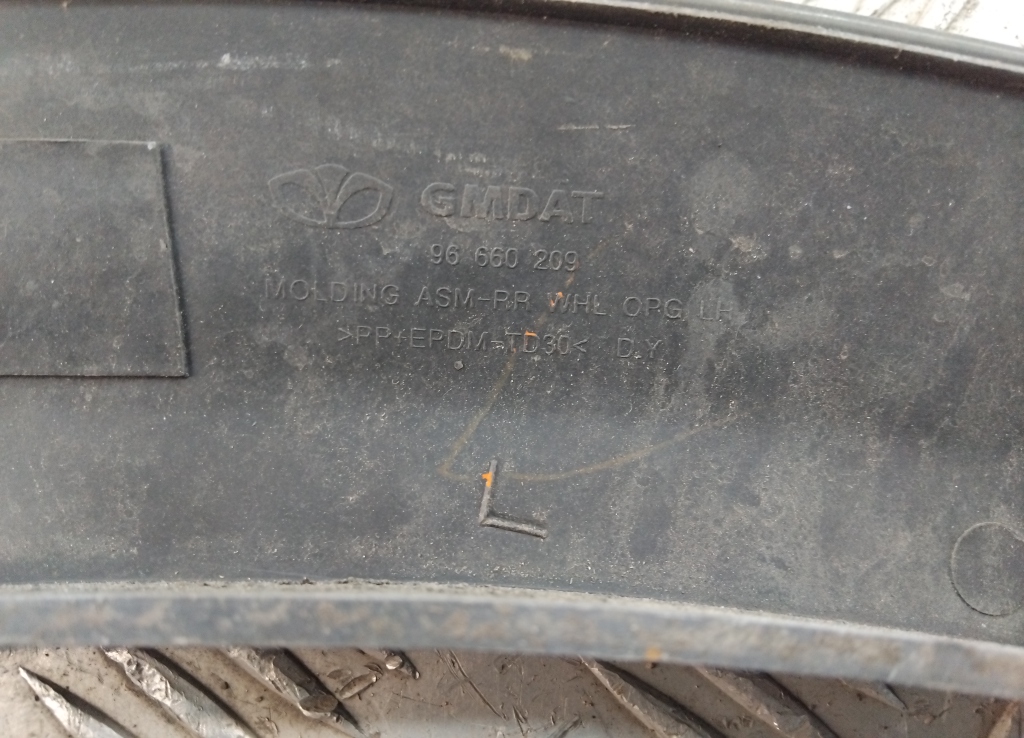 GMDAT
96 660 209
MOLDING ASM-RR WHL OPG, LH
>PP+EPDM-TD30< D.Y
L